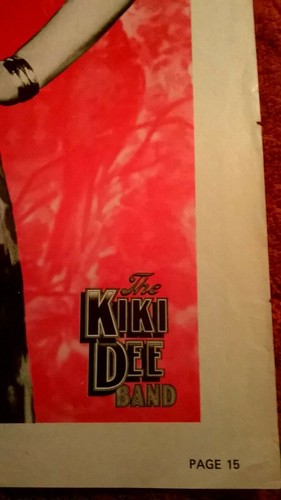 The
KIKI
DEE
BAND
PAGE 15